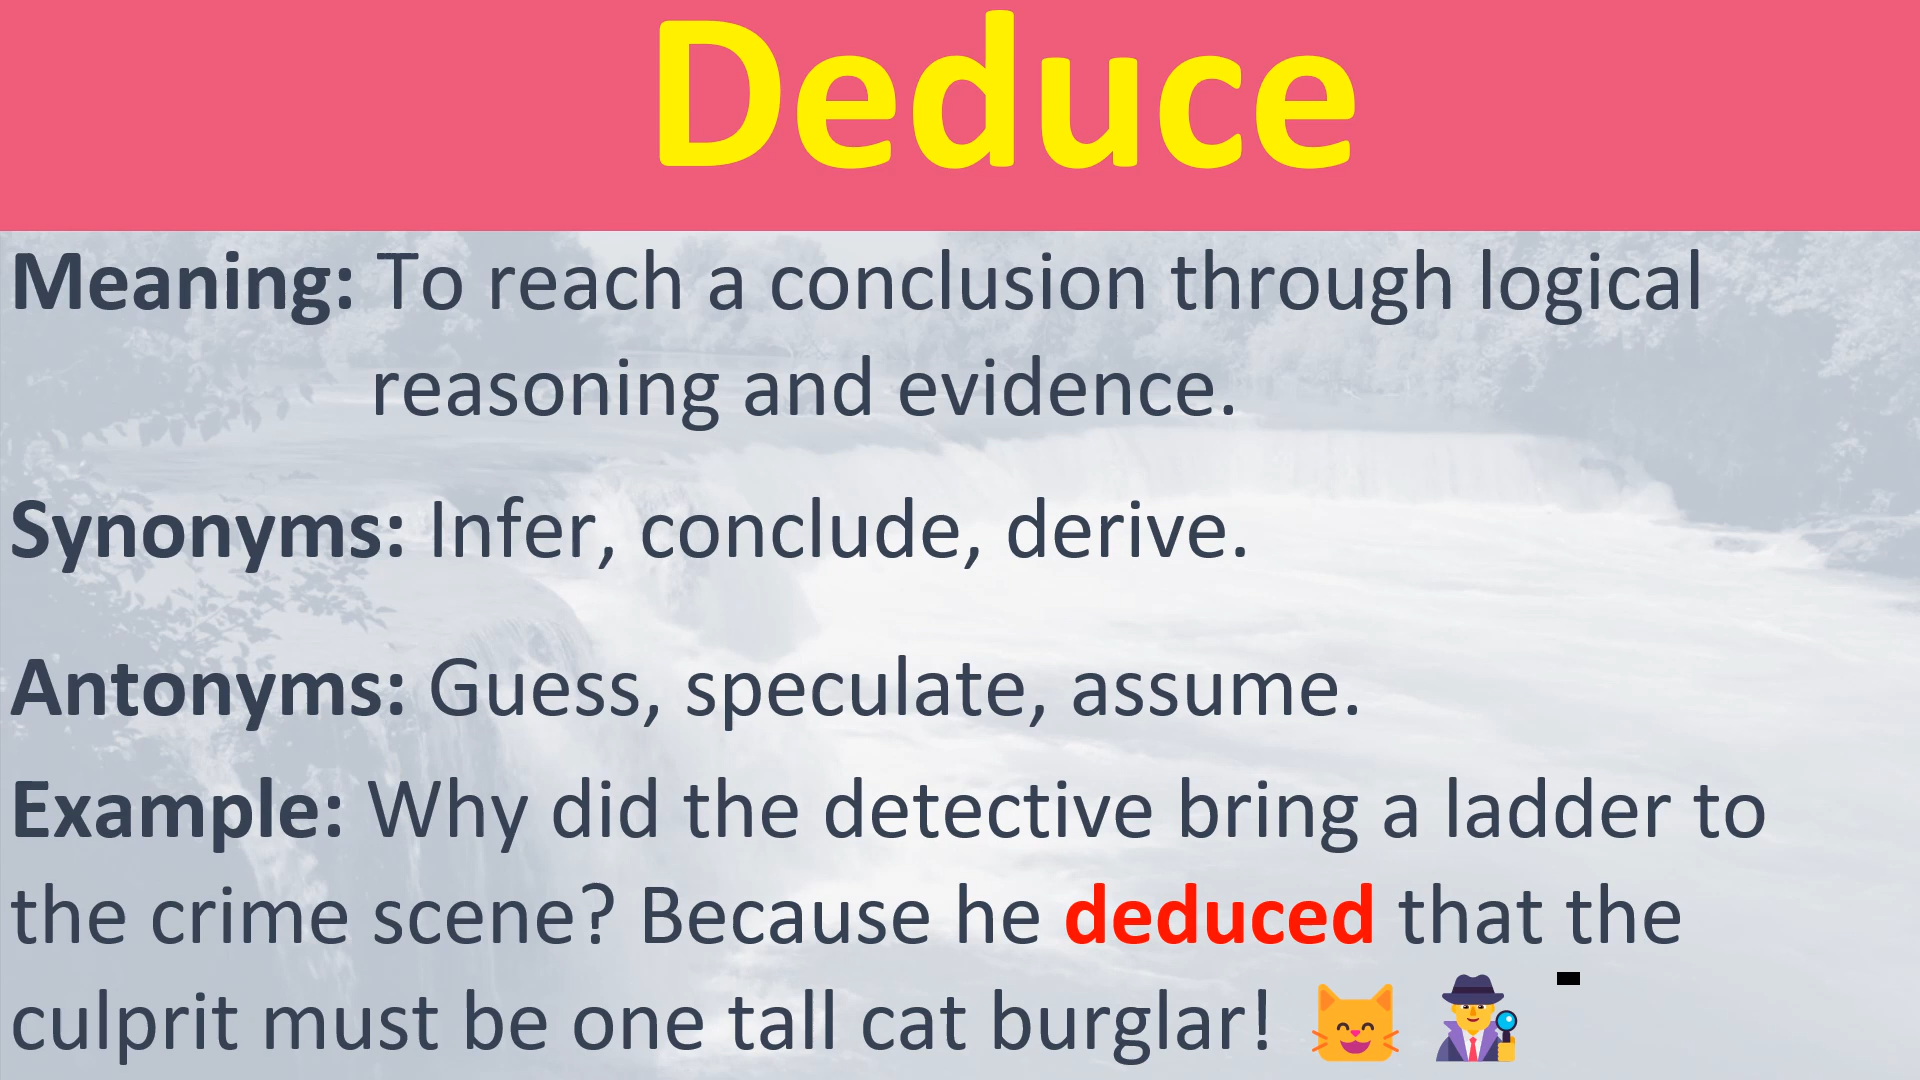 Deduce
Meaning: To reach a conclusion through logical
reasoning and evidence.
Synonyms: Infer, conclude, derive.
Antonyms: Guess, speculate, assume.
Example: Why did the detective bring a ladder to
the crime scene? Because he deduced that the
culprit must be one tall cat burglar! 😸 🕵️‍♂️